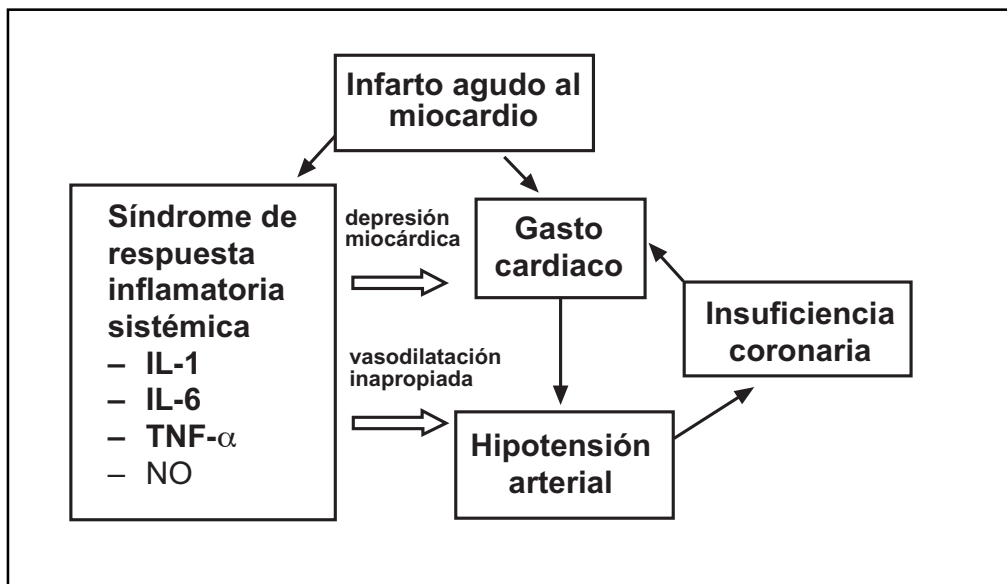 Infarto agudo al
miocardio
Síndrome de
respuesta
inflamatoria
sistémica
– IL-1
– IL-6
– TNF-α
– NO
depresión
miocárdica
vasodilatación
inapropiada
Gasto
cardiaco
Hipotensión
arterial
Insuficiencia
coronaria